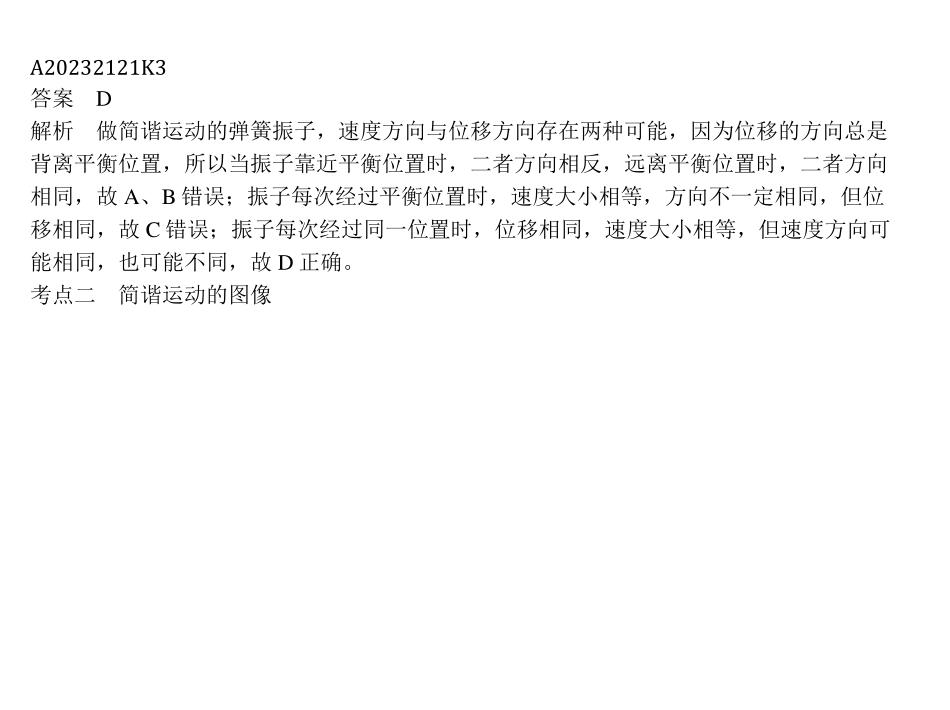 A20232121K3
答案　D
解析　做简谐运动的弹簧振子，速度方向与位移方向存在两种可能，因为位移的方向总是
背离平衡位置，所以当振子靠近平衡位置时，二者方向相反，远离平衡位置时，二者方向
相同，故 A、B 错误；振子每次经过平衡位置时，速度大小相等，方向不一定相同，但位
移相同，故 C 错误；振子每次经过同一位置时，位移相同，速度大小相等，但速度方向可
能相同，也可能不同，故 D 正确。
考点二　简谐运动的图像